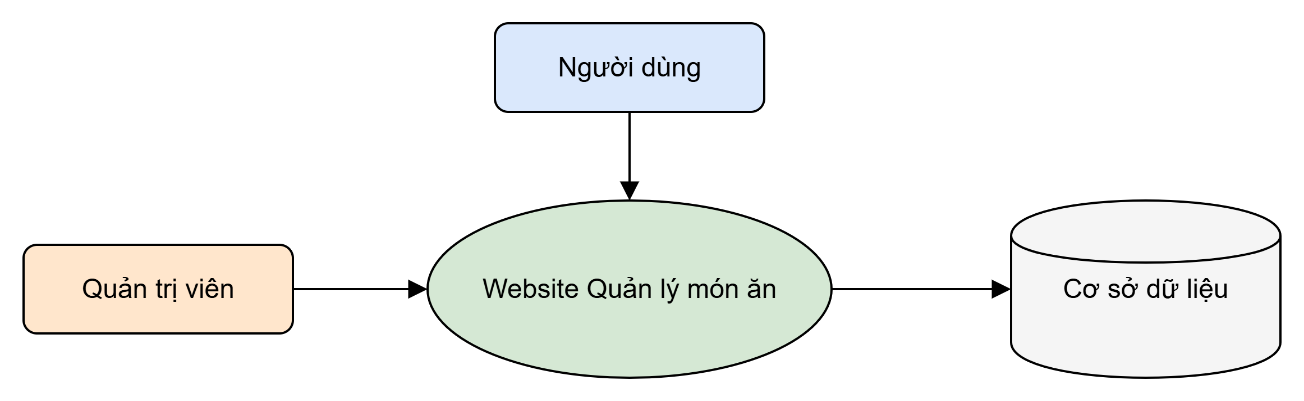 Người dùng
Quản trị viên
Website Quản lý món ăn
Cơ sở dữ liệu